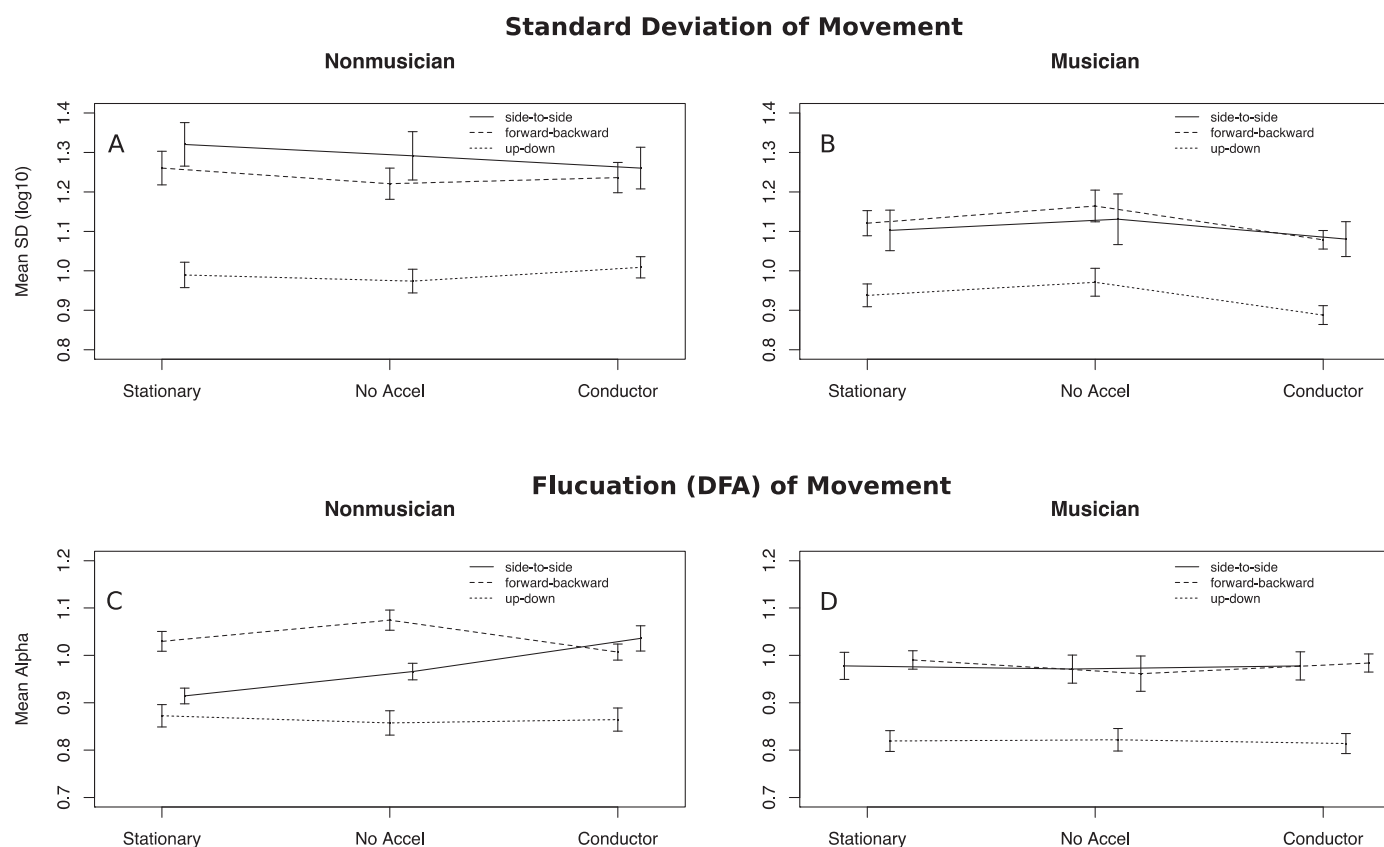 Standard Deviation of Movement
Nonmusician
Musician
A
side-to-side
forward-backward
up-down
B
side-to-side
forward-backward
up-down
Mean SD (log10)
1.4
1.3
1.2
1.1
1.0
0.9
0.8
Stationary No Accel Conductor
Stationary No Accel Conductor
Flucuation (DFA) of Movement
Nonmusician
Musician
C
side-to-side
forward-backward
up-down
D
side-to-side
forward-backward
up-down
Mean Alpha
1.2
1.1
1.0
0.9
0.8
0.7
Stationary No Accel Conductor
Stationary No Accel Conductor
1.4
1.3
1.2
1.1
1.0
0.9
0.8
1.2
1.1
1.0
0.9
0.8
0.7